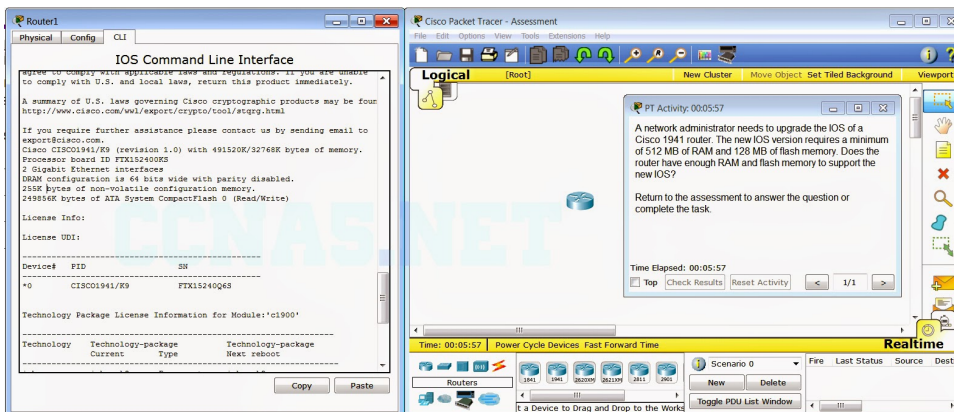 Router1
Physical Config CLI
IOS Command Line Interface
agree to comply with applicable laws and regulations. If you are unable
to comply with U.S. and local laws, return this product immediately.
A summary of U.S. laws governing Cisco cryptographic products may be foun
http://www.cisco.com/wwl/export/crypto/tool/stqrg.html
If you require further assistance please contact us by sending email to
export@cisco.com.
Cisco CISCO1941/K9 (revision 1.0) with 491520K/32768K bytes of memory.
Processor board ID FTX152400KS
2 Gigabit Ethernet interfaces
DRAM configuration is 64 bits wide with parity disabled.
255K bytes of non-volatile configuration memory.
249856K bytes of ATA System CompactFlash 0 (Read/Write)
License Info:
License UDI:
-------------------------------------------------
Device# PID SN
-------------------------------------------------
*0 CISCO1941/K9 FTX15240Q6S
Technology Package License Information for Module:'c1900'
----------------------------------------------------------------
Technology Technology-package Technology-package
Current Type Next reboot
Copy Paste
CCNAS.NET
Cisco Packet Tracer - Assessment
File Edit Options View Tools Extensions Help
Logical [Root] New Cluster Move Object Set Tiled Background Viewport
PT Activity: 00:05:57
A network administrator needs to upgrade the IOS of a
Cisco 1941 router. The new IOS version requires a minimum
of 512 MB of RAM and 128 MB of flash memory. Does the
router have enough RAM and flash memory to support the
new IOS?
Return to the assessment to answer the question or
complete the task.
Time Elapsed: 00:05:57
Top Check Results Reset Activity < 1/1 >
Time: 00:05:57 Power Cycle Devices Fast Forward Time Realtime
Routers
1841 1941 2620XM 2621XM 2811 2901
t a Device to Drag and Drop to the Works
Scenario 0
New Delete
Toggle PDU List Window
Fire Last Status Source Dest